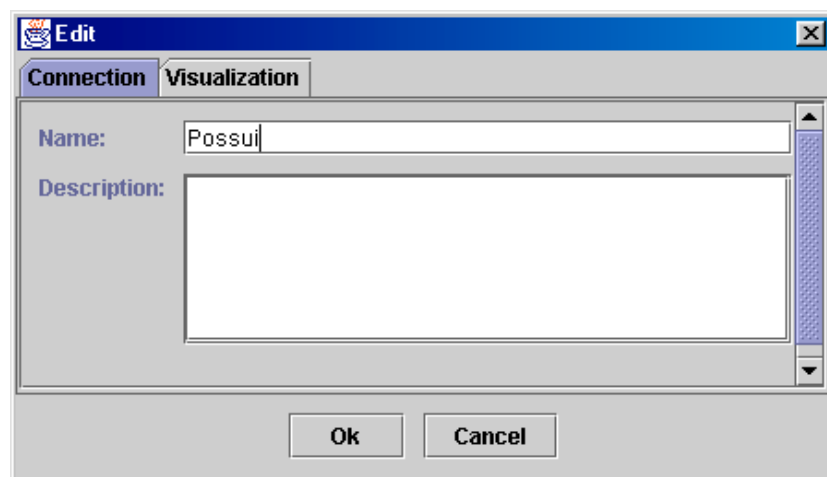 Edit
Connection Visualization
Name: Possui
Description:
Ok Cancel